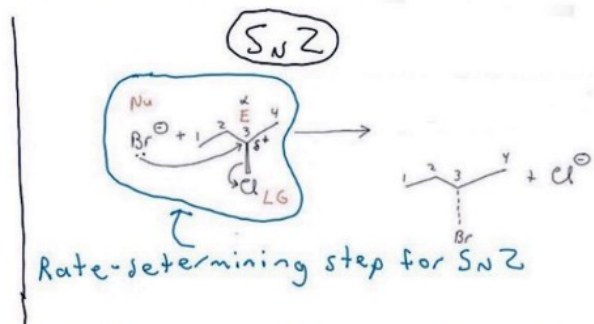 SN2
Nu
α
E
Br⊖ + 1 2 3 4 δ+
Cl LG
1 2 3 4 + Cl⊖
Br
Rate-determining step for SN2